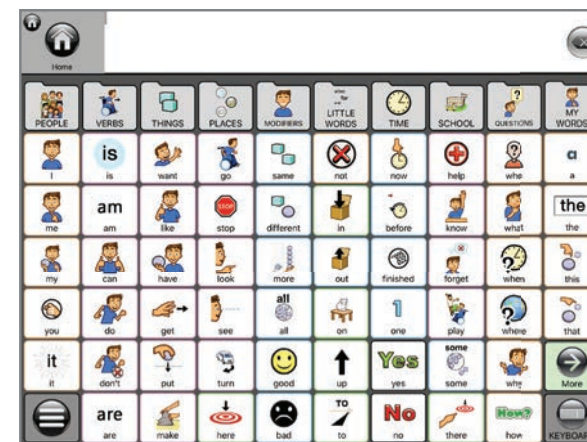 Home
PEOPLE VERBS THINGS PLACES MODIFIERS LITTLE WORDS TIME SCHOOL QUESTIONS MY WORDS
is a
I is want go same not now help who a
am STOP the
me am like stop different in before know what the
my can have look more out finished forget when this
all 1
you do get see all on one play where that
it Yes some
it don't put turn good up yes some why More
are TO No How?
are make here bad to no there how KEYBOARD